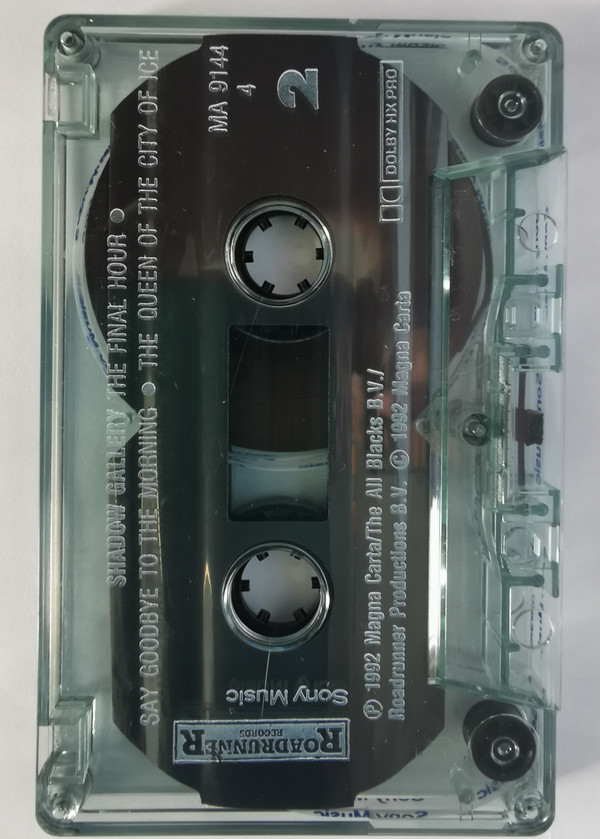 SHADOW GALLERY THE FINAL HOUR ●
SAY GOODBYE TO THE MORNING ● THE QUEEN OF THE CITY OF ICE
MA 9144
4
2
DOLBY HX PRO
℗ 1992 Magna Carta/The All Blacks B.V./
Roadrunner Productions B.V. © 1992 Magna Carta
Sony Music
ROADRUNNER
RECORDS
Sony Music